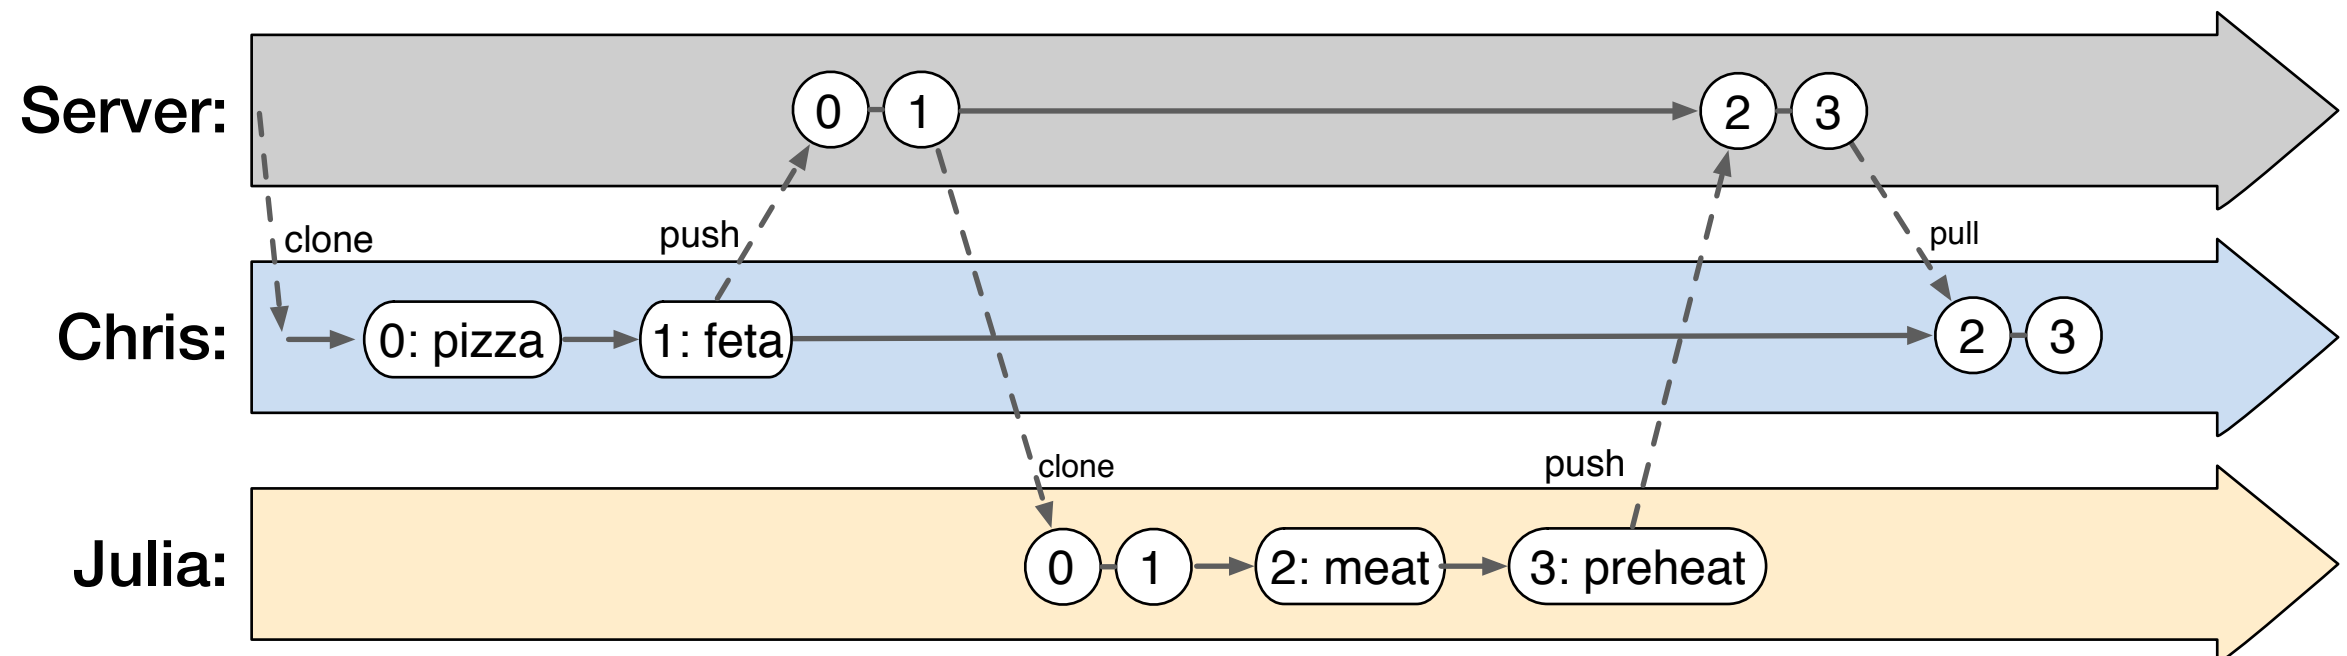 Server:
0
1
2
3
clone
push
pull
Chris:
0: pizza
1: feta
2
3
clone
push
Julia:
0
1
2: meat
3: preheat